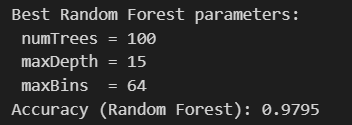 Best Random Forest parameters:
 numTrees = 100
 maxDepth = 15
 maxBins  = 64
Accuracy (Random Forest): 0.9795